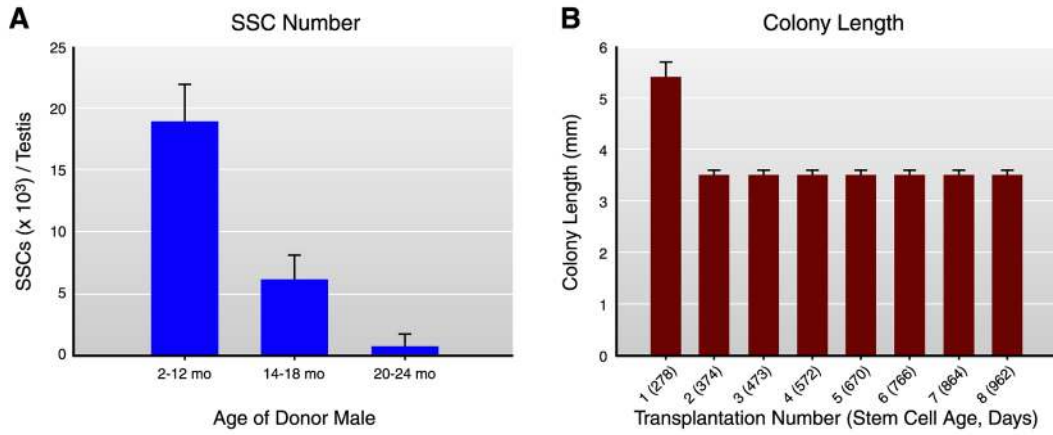 A
SSC Number
SSCs (x 10³) / Testis
25
20
15
10
5
0
2-12 mo
14-18 mo
20-24 mo
Age of Donor Male
B
Colony Length
Colony Length (mm)
6
5
4
3
2
1
0
1 (278)
2 (374)
3 (473)
4 (572)
5 (670)
6 (766)
7 (864)
8 (962)
Transplantation Number (Stem Cell Age, Days)